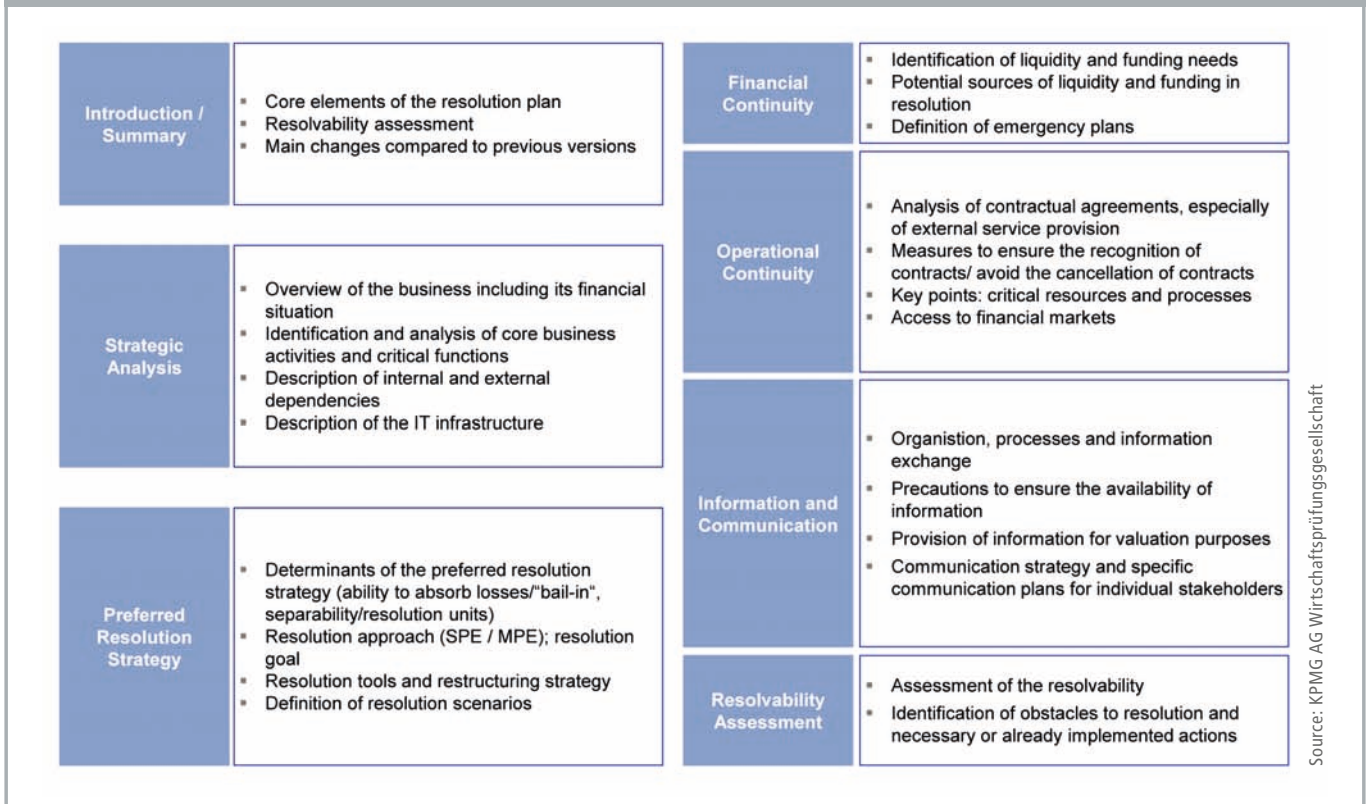 Introduction /
Summary
▪ Core elements of the resolution plan
▪ Resolvability assessment
▪ Main changes compared to previous versions
Strategic
Analysis
▪ Overview of the business including its financial
situation
▪ Identification and analysis of core business
activities and critical functions
▪ Description of internal and external
dependencies
▪ Description of the IT infrastructure
Preferred
Resolution
Strategy
▪ Determinants of the preferred resolution
strategy (ability to absorb losses/"bail-in“,
separability/resolution units)
▪ Resolution approach (SPE / MPE); resolution
goal
▪ Resolution tools and restructuring strategy
▪ Definition of resolution scenarios
Financial
Continuity
▪ Identification of liquidity and funding needs
▪ Potential sources of liquidity and funding in
resolution
▪ Definition of emergency plans
Operational
Continuity
▪ Analysis of contractual agreements, especially
of external service provision
▪ Measures to ensure the recognition of
contracts/ avoid the cancellation of contracts
▪ Key points: critical resources and processes
▪ Access to financial markets
Information and
Communication
▪ Organistion, processes and information
exchange
▪ Precautions to ensure the availability of
information
▪ Provision of information for valuation purposes
▪ Communication strategy and specific
communication plans for individual stakeholders
Resolvability
Assessment
▪ Assessment of the resolvability
▪ Identification of obstacles to resolution and
necessary or already implemented actions
Source: KPMG AG Wirtschaftsprüfungsgesellschaft